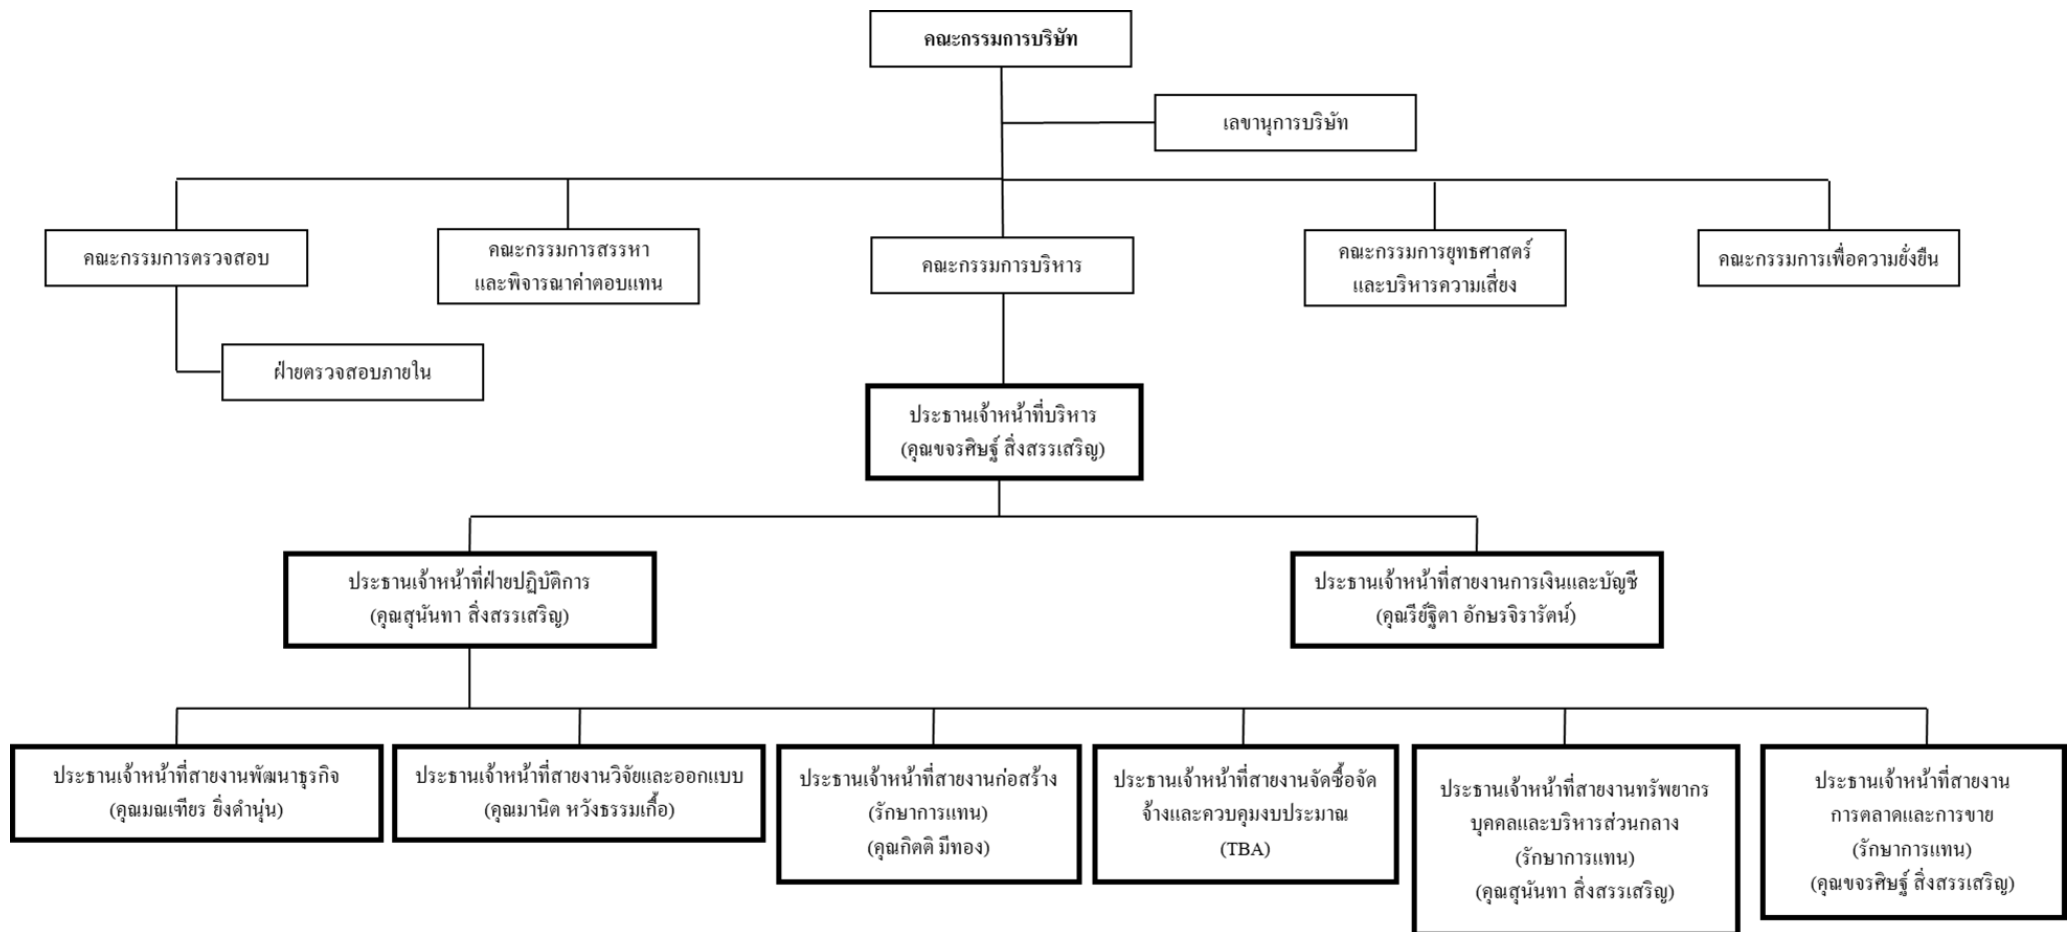 คณะกรรมการบริษัท
เลขานุการบริษัท
คณะกรรมการตรวจสอบ
คณะกรรมการสรรหา
และพิจารณาค่าตอบแทน
คณะกรรมการบริหาร
คณะกรรมการยุทธศาสตร์
และบริหารความเสี่ยง
คณะกรรมการเพื่อความยั่งยืน
ฝ่ายตรวจสอบภายใน
ประธานเจ้าหน้าที่บริหาร
(คุณขจรศิษฐ์ สิ่งสรรเสริญ)
ประธานเจ้าหน้าที่ฝ่ายปฏิบัติการ
(คุณสุนันทา สิ่งสรรเสริญ)
ประธานเจ้าหน้าที่สายงานการเงินและบัญชี
(คุณรีย์ฐิตา อักษรจิรารัตน์)
ประธานเจ้าหน้าที่สายงานพัฒนาธุรกิจ
(คุณมณเฑียร ยิ่งคำนุ่น)
ประธานเจ้าหน้าที่สายงานวิจัยและออกแบบ
(คุณมานิต หวังธรรมเกื้อ)
ประธานเจ้าหน้าที่สายงานก่อสร้าง
(รักษาการแทน)
(คุณกิตติ มีทอง)
ประธานเจ้าหน้าที่สายงานจัดซื้อจัด
จ้างและควบคุมงบประมาณ
(TBA)
ประธานเจ้าหน้าที่สายงานทรัพยากร
บุคคลและบริหารส่วนกลาง
(รักษาการแทน)
(คุณสุนันทา สิ่งสรรเสริญ)
ประธานเจ้าหน้าที่สายงาน
การตลาดและการขาย
(รักษาการแทน)
(คุณขจรศิษฐ์ สิ่งสรรเสริญ)